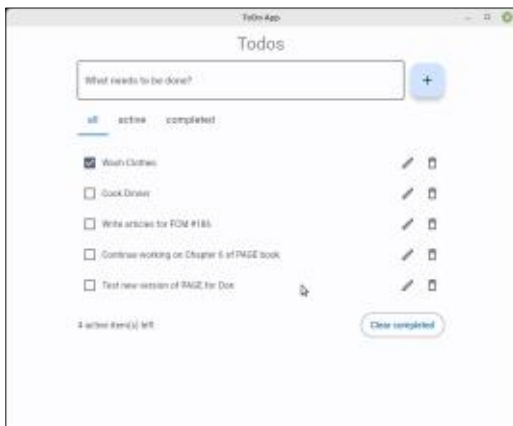 ToDo App
Todos
What needs to be done?
+
all active completed
Wash Clothes
Cook Dinner
Write articles for FCM #186
Continue working on Chapter 6 of PAGE book
Test new version of PAGE for Don
4 active item(s) left
Clear completed